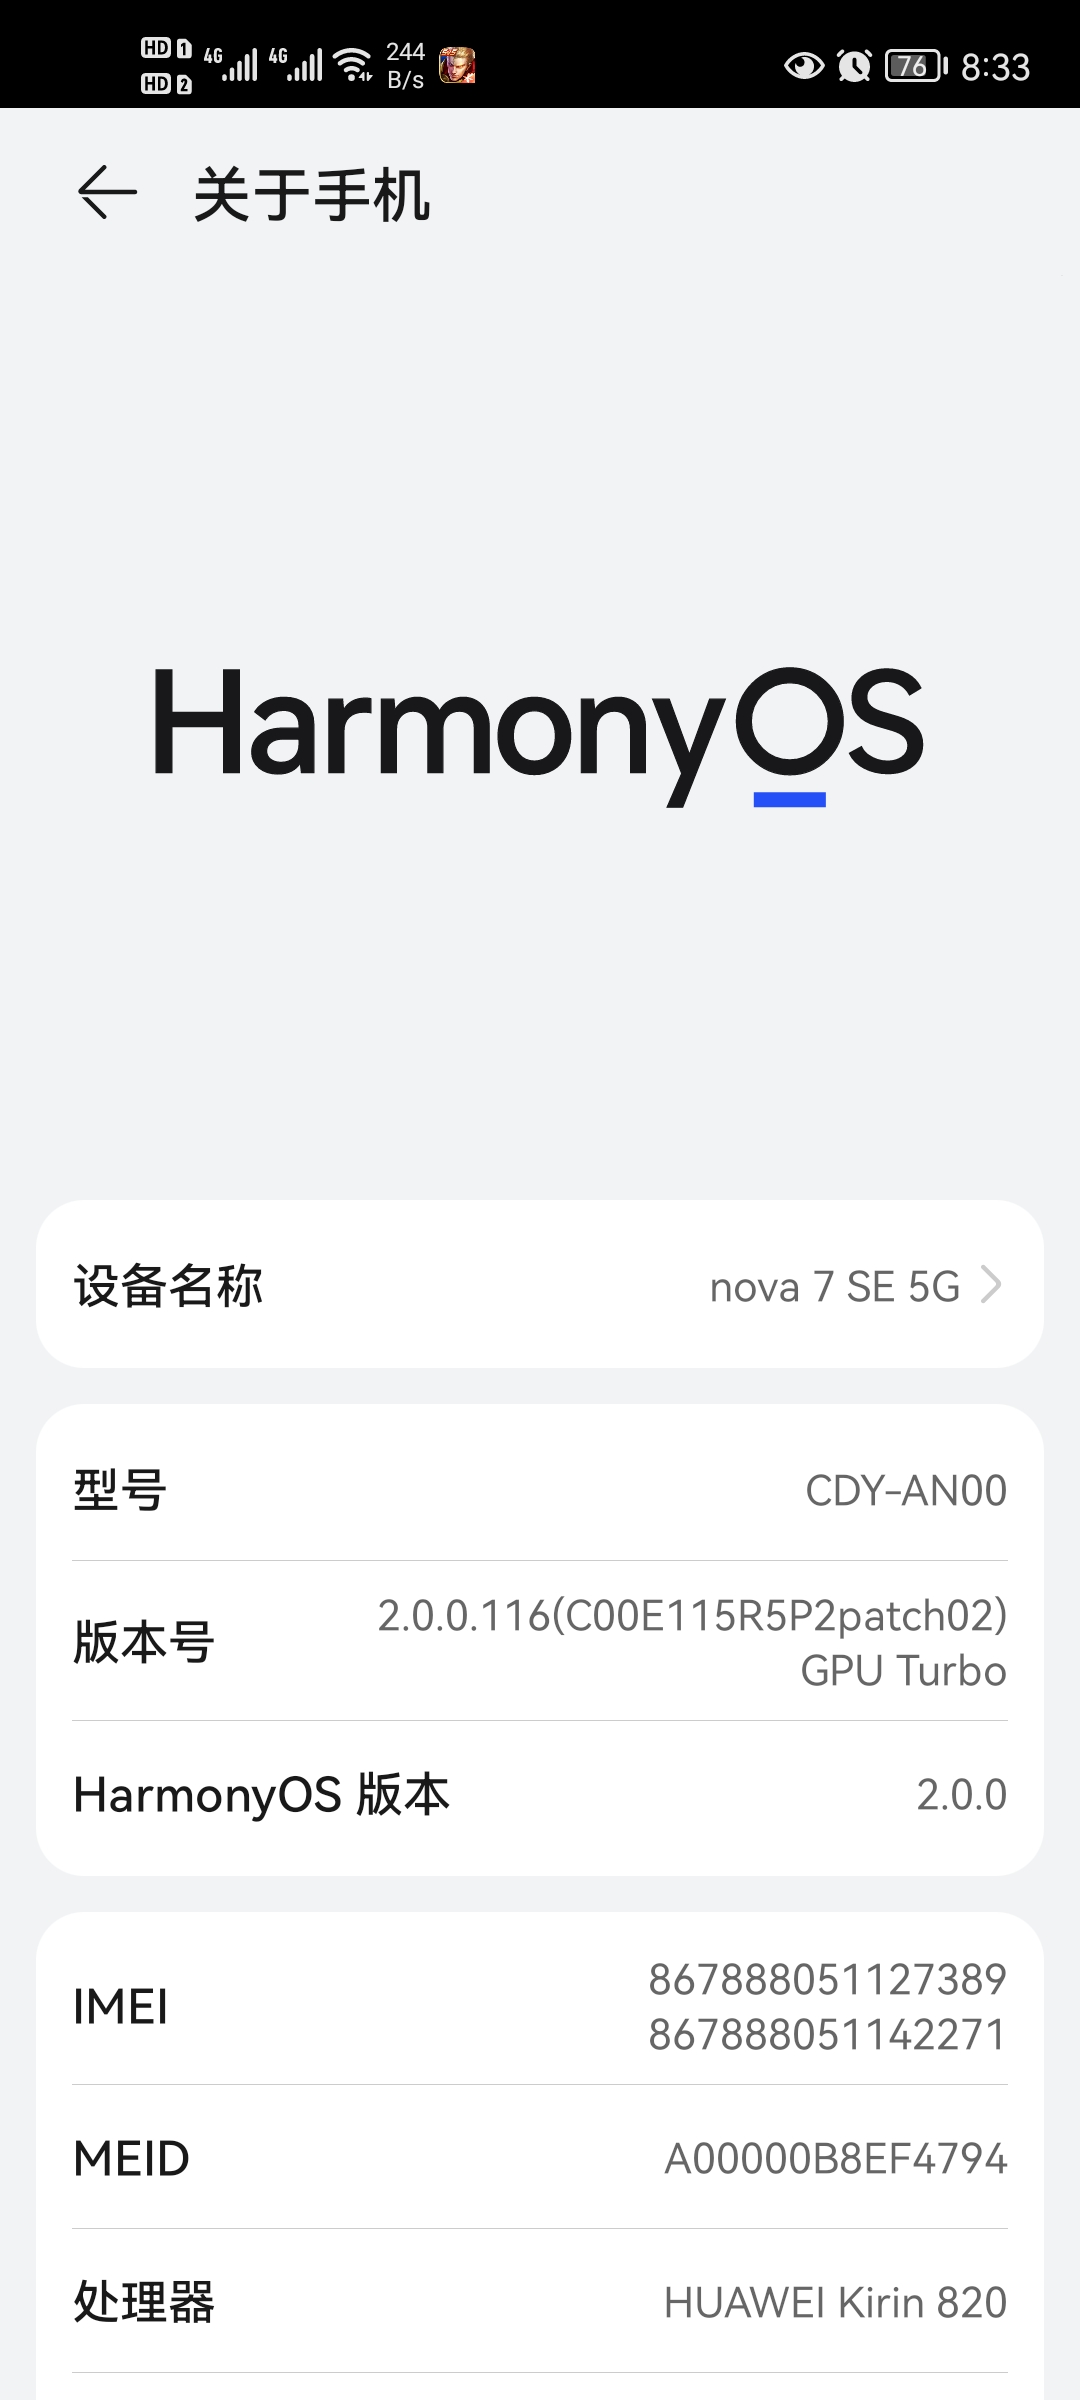 HD 1 4G 4G 244 76 8:33
HD 2 B/s
关于手机
HarmonyOS
设备名称 nova 7 SE 5G
型号 CDY-AN00
版本号 2.0.0.116(C00E115R5P2patch02)
GPU Turbo
HarmonyOS 版本 2.0.0
IMEI 867888051127389
867888051142271
MEID A00000B8EF4794
处理器 HUAWEI Kirin 820